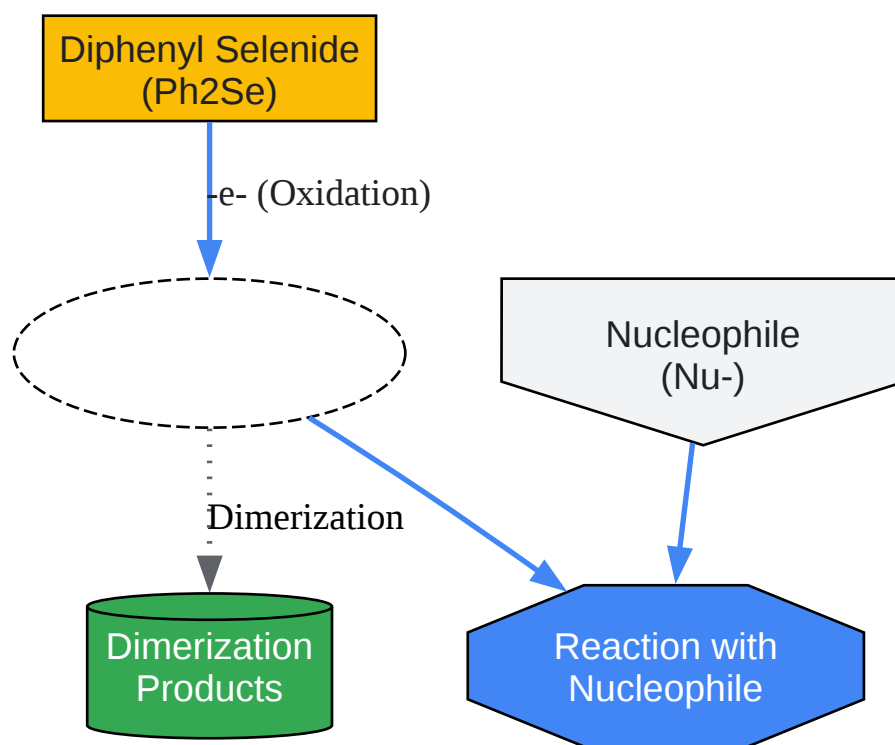 Diphenyl Selenide
(Ph2Se)
-e- (Oxidation)
Nucleophile
(Nu-)
Dimerization
Dimerization
Products
Reaction with
Nucleophile